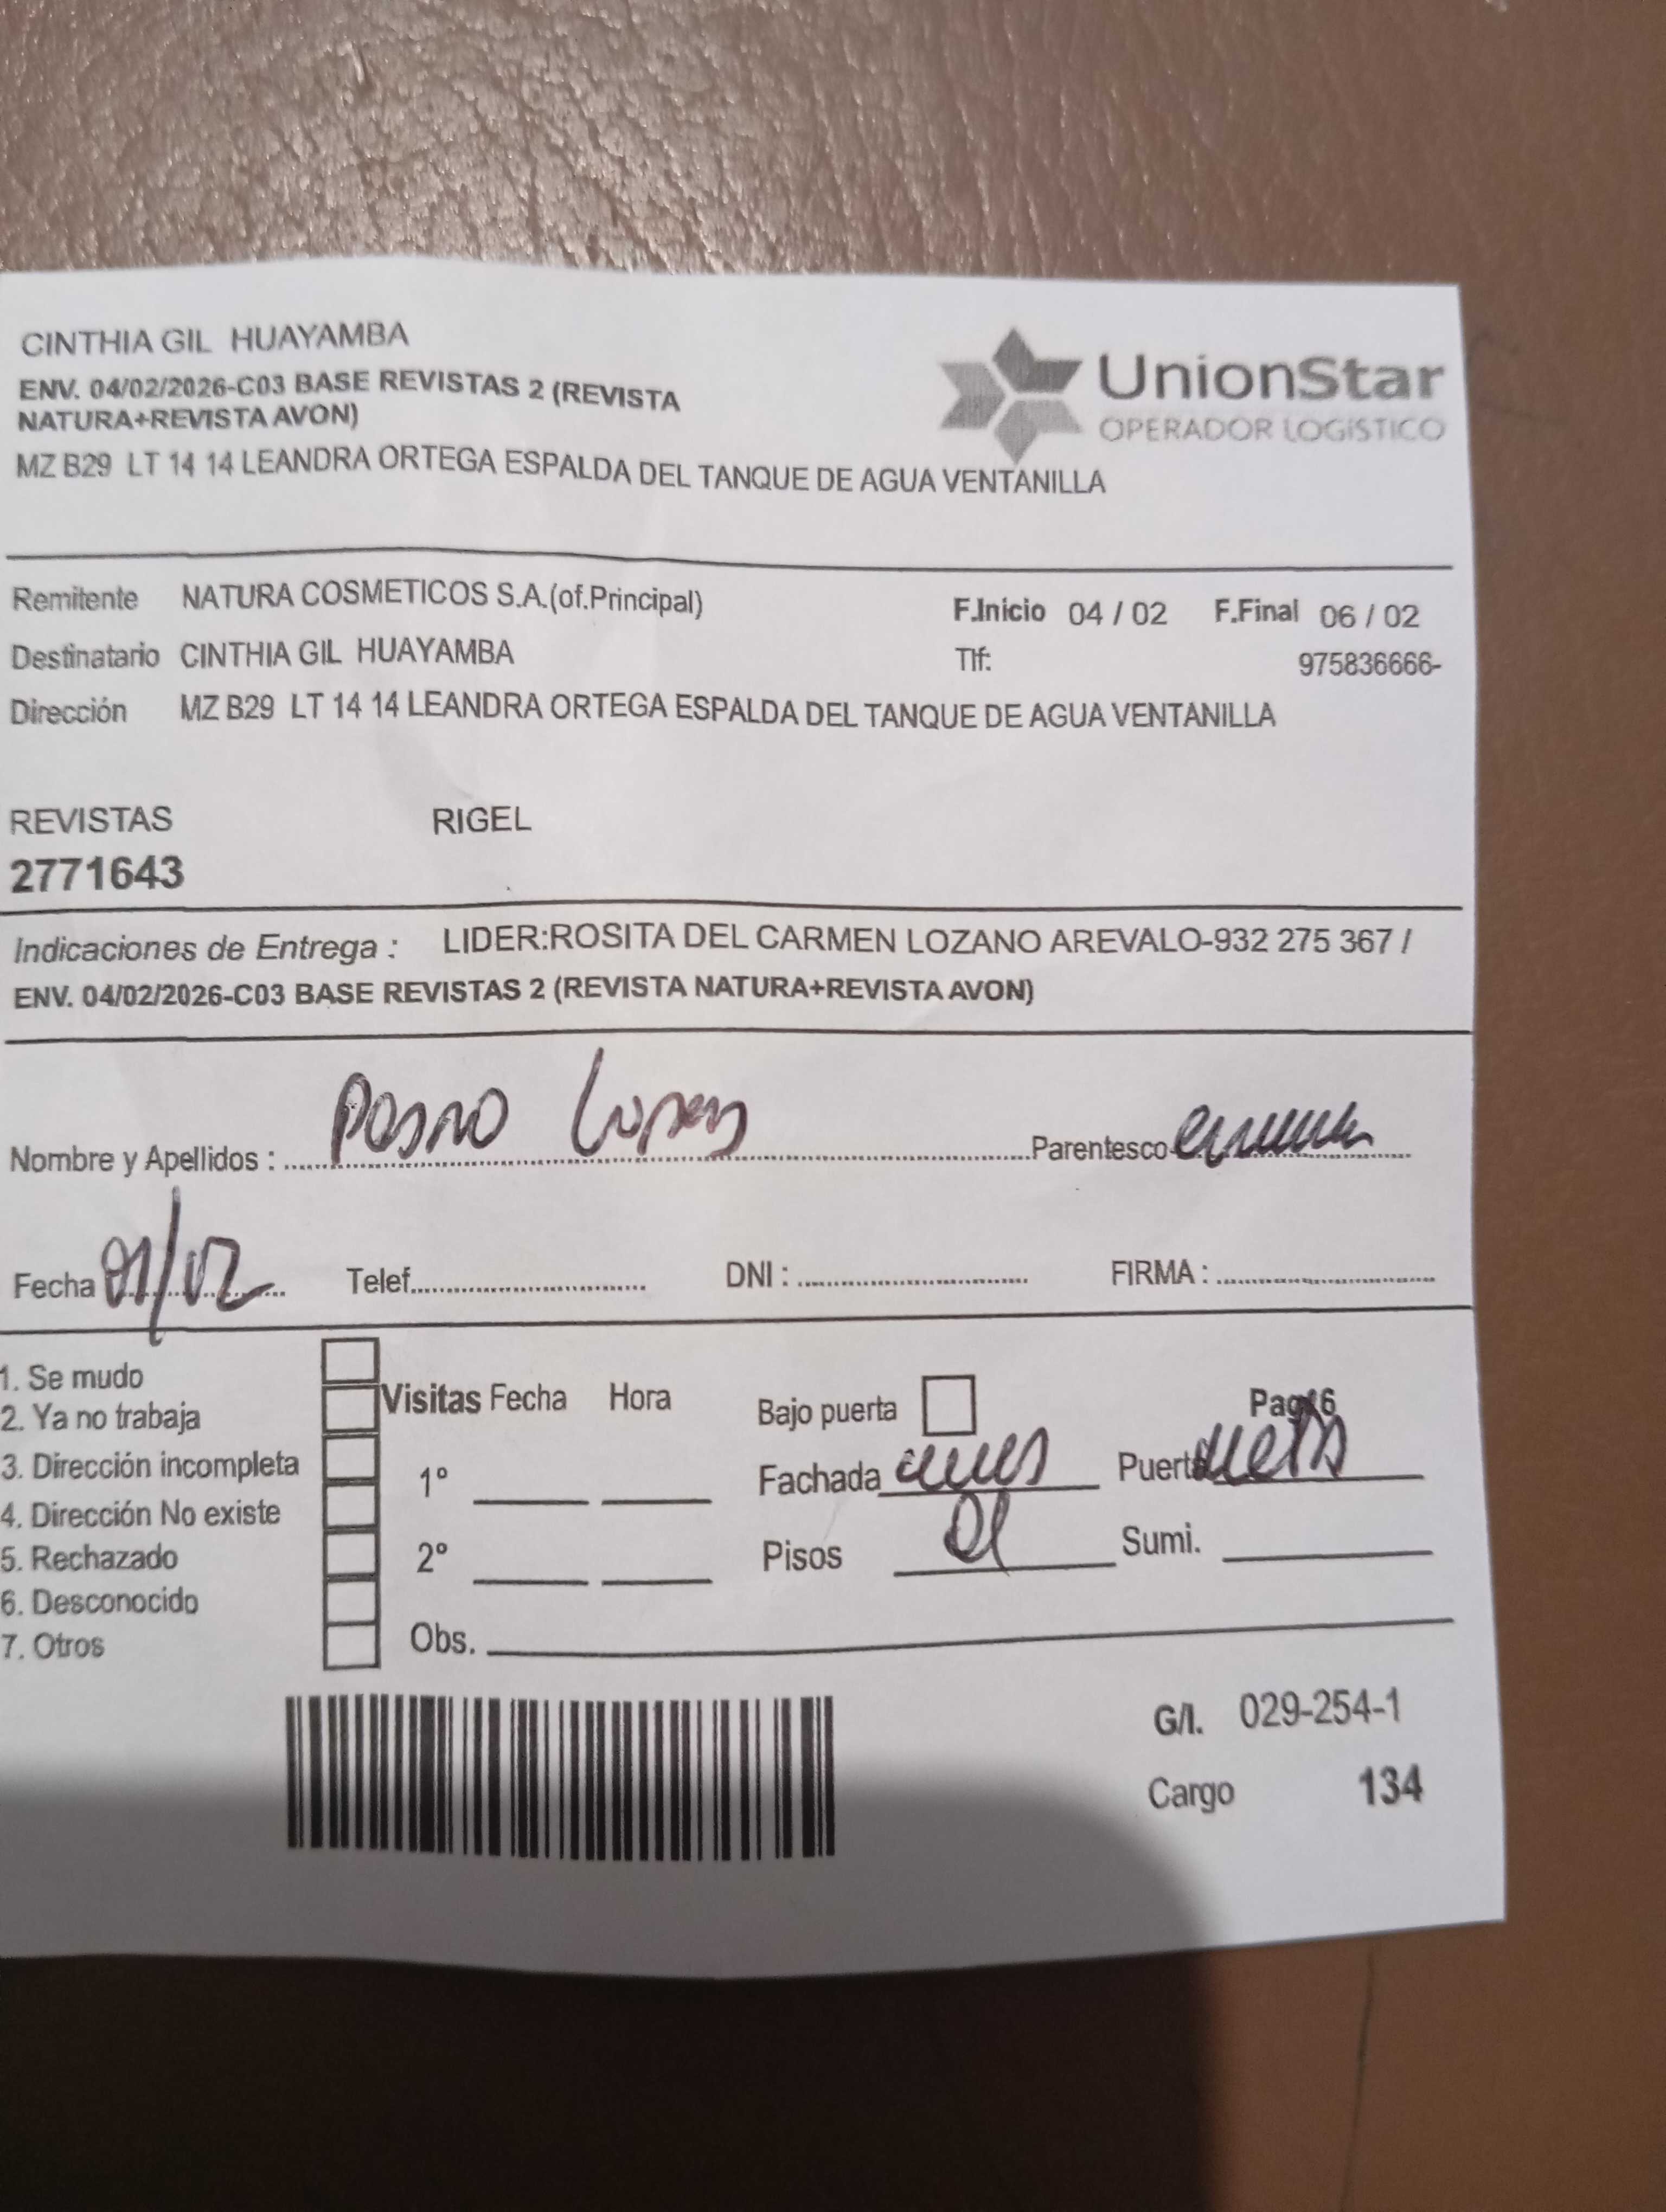 CINTHIA GIL HUAYAMBA
ENV. 04/02/2026-C03 BASE REVISTAS 2 (REVISTA
NATURA+REVISTA AVON)
MZ B29 LT 14 14 LEANDRA ORTEGA ESPALDA DEL TANQUE DE AGUA VENTANILLA
UnionStar
OPERADOR LOGÍSTICO
Remitente NATURA COSMETICOS S.A.(of.Principal) F.Inicio 04 / 02 F.Final 06 / 02
Destinatario CINTHIA GIL HUAYAMBA Tlf: 975836666-
Dirección MZ B29 LT 14 14 LEANDRA ORTEGA ESPALDA DEL TANQUE DE AGUA VENTANILLA
REVISTAS RIGEL
2771643
Indicaciones de Entrega : LIDER:ROSITA DEL CARMEN LOZANO AREVALO-932 275 367 /
ENV. 04/02/2026-C03 BASE REVISTAS 2 (REVISTA NATURA+REVISTA AVON)
Nombre y Apellidos : Parentesco
Fecha Telef. DNI : FIRMA :
1. Se mudo
2. Ya no trabaja
3. Dirección incompleta
4. Dirección No existe
5. Rechazado
6. Desconocido
7. Otros
Visitas Fecha Hora
1º
2º
Obs.
Bajo puerta
Fachada Puerta
Pisos Sumi.
G/I. 029-254-1
Cargo 134